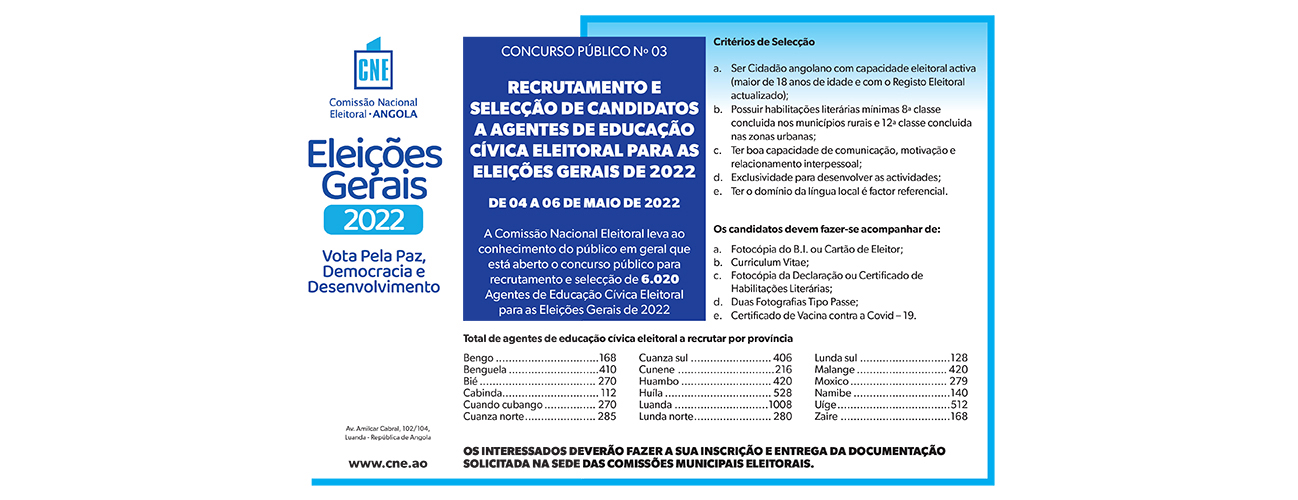 CNE
Comissão Nacional
Eleitoral • ANGOLA
Eleições
Gerais
2022
Vota Pela Paz,
Democracia e
Desenvolvimento
Av. Amílcar Cabral, 102/104,
Luanda - República de Angola
www.cne.ao
CONCURSO PÚBLICO Nº 03
RECRUTAMENTO E
SELECÇÃO DE CANDIDATOS
A AGENTES DE EDUCAÇÃO
CÍVICA ELEITORAL PARA AS
ELEIÇÕES GERAIS DE 2022
DE 04 A 06 DE MAIO DE 2022
A Comissão Nacional Eleitoral leva ao
conhecimento do público em geral que
está aberto o concurso público para
recrutamento e selecção de 6.020
Agentes de Educação Cívica Eleitoral
para as Eleições Gerais de 2022
Critérios de Selecção
a. Ser Cidadão angolano com capacidade eleitoral activa
(maior de 18 anos de idade e com o Registo Eleitoral
actualizado);
b. Possuir habilitações literárias mínimas 8ª classe
concluida nos municípios rurais e 12ª classe concluida
nas zonas urbanas;
c. Ter boa capacidade de comunicação, motivação e
relacionamento interpessoal;
d. Exclusividade para desenvolver as actividades;
e. Ter o domínio da língua local é factor referencial.
Os candidatos devem fazer-se acompanhar de:
a. Fotocópia do B.I. ou Cartão de Eleitor;
b. Curriculum Vitae;
c. Fotocópia da Declaração ou Certificado de
Habilitações Literárias;
d. Duas Fotografias Tipo Passe;
e. Certificado de Vacina contra a Covid – 19.
Total de agentes de educação cívica eleitoral a recrutar por província
Bengo ..............................168
Benguela ..........................410
Bié .................................... 270
Cabinda............................. 112
Cuando cubango ............... 270
Cuanza norte..................... 285
Cuanza sul ........................ 406
Cunene .............................216
Huambo ........................... 420
Huíla ................................. 528
Luanda .............................1008
Lunda norte...................... 280
Lunda sul ...........................128
Malange ........................... 420
Moxico .............................. 279
Namibe .............................140
Uíge...................................512
Zaire ................................. 168
OS INTERESSADOS DEVERÃO FAZER A SUA INSCRIÇÃO E ENTREGA DA DOCUMENTAÇÃO
SOLICITADA NA SEDE DAS COMISSÕES MUNICIPAIS ELEITORAIS.